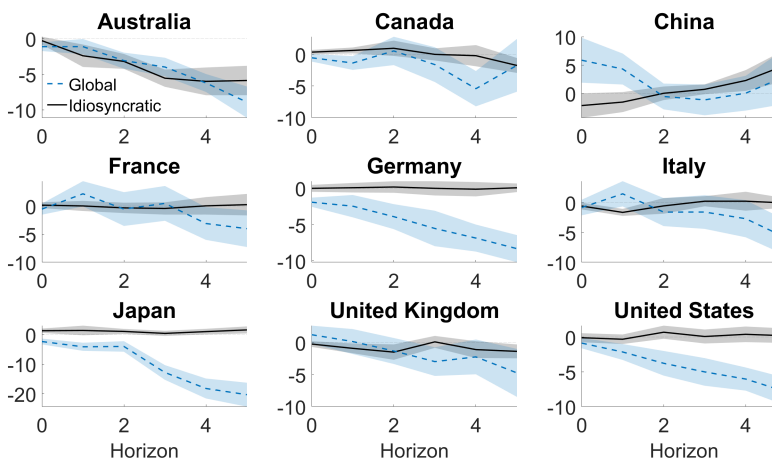 Australia
0
-5
-10
Global
Idiosyncratic
0 2 4
Canada
0
-5
-10
0 2 4
China
10
5
0
0 2 4
France
0
-5
-10
0 2 4
Germany
0
-5
-10
0 2 4
Italy
0
-5
-10
0 2 4
Japan
0
-10
-20
0 2 4
Horizon
United Kingdom
0
-5
-10
0 2 4
Horizon
United States
0
-5
-10
0 2 4
Horizon